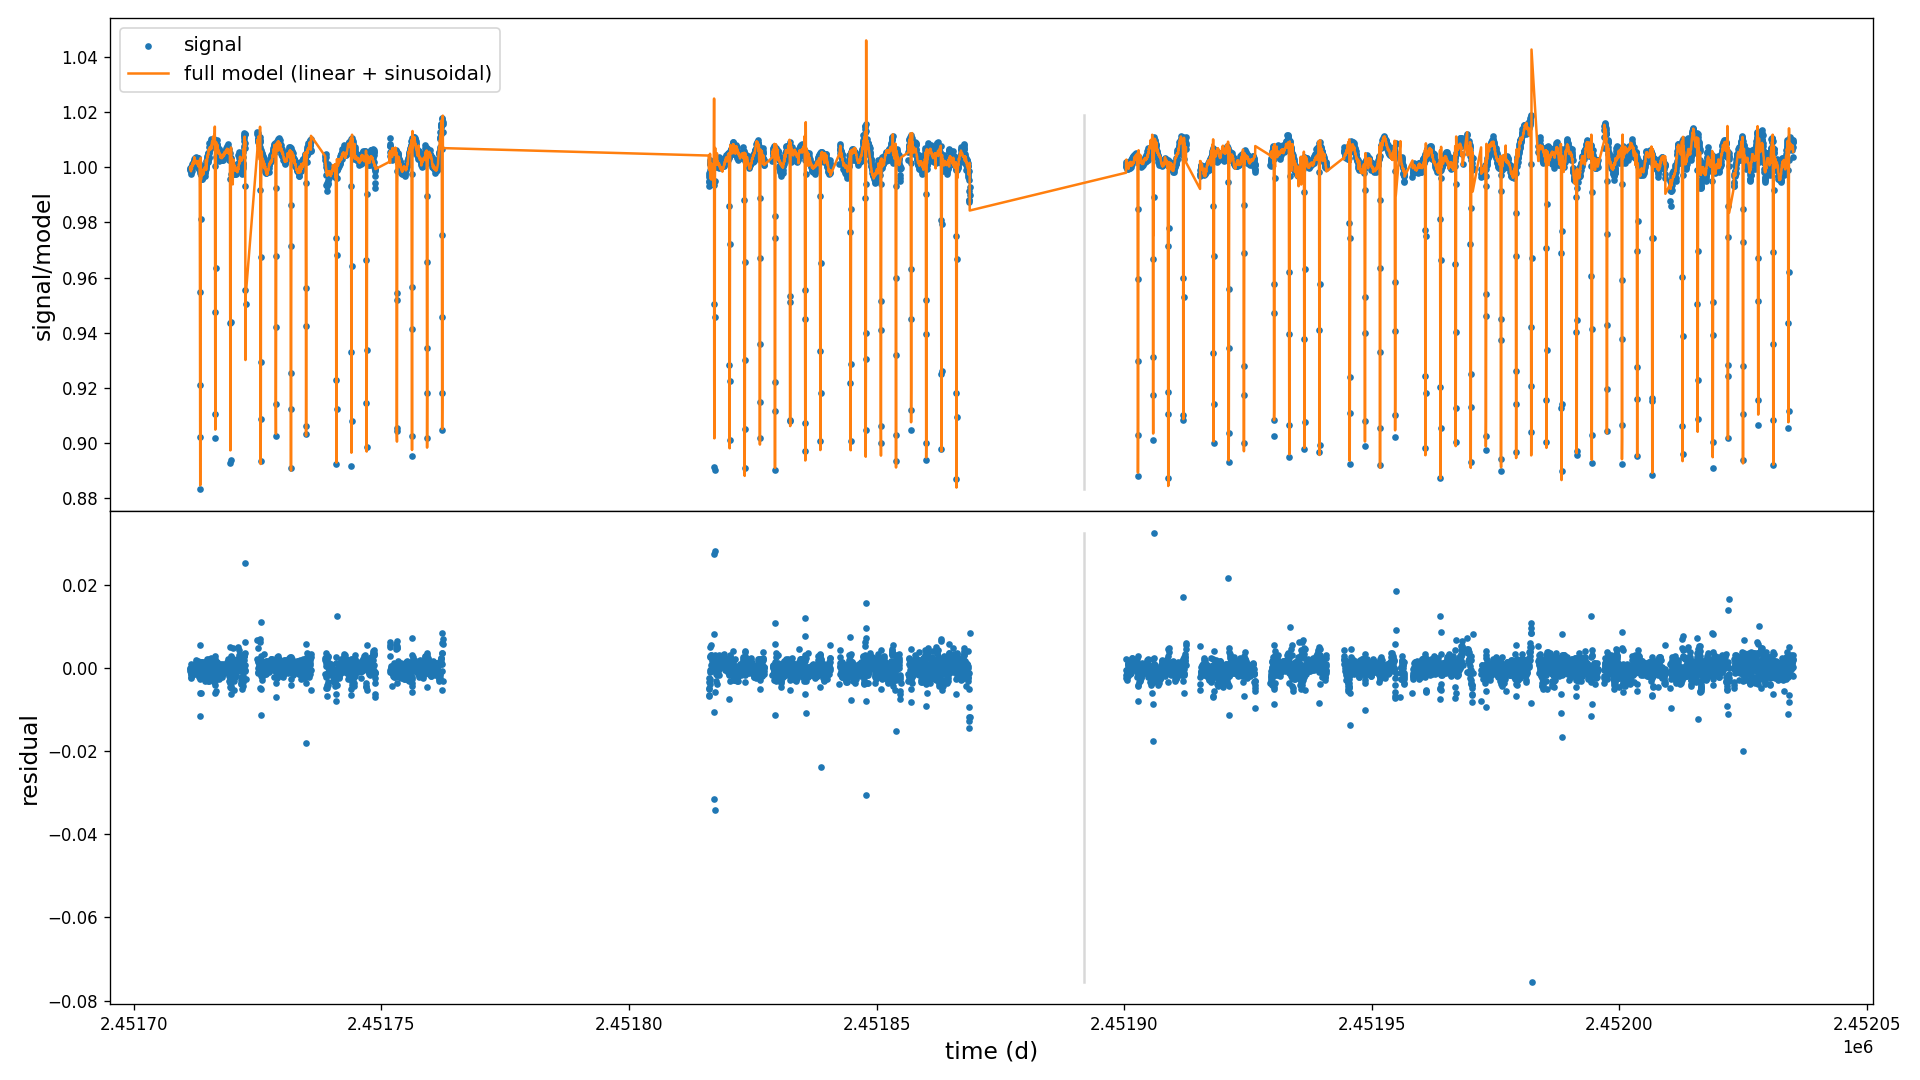 signal
full model (linear + sinusoidal)
signal/model
1.04
1.02
1.00
0.98
0.96
0.94
0.92
0.90
0.88
residual
0.02
0.00
−0.02
−0.04
−0.06
−0.08
2.45170 2.45175 2.45180 2.45185 2.45190 2.45195 2.45200 2.45205
1e6
time (d)